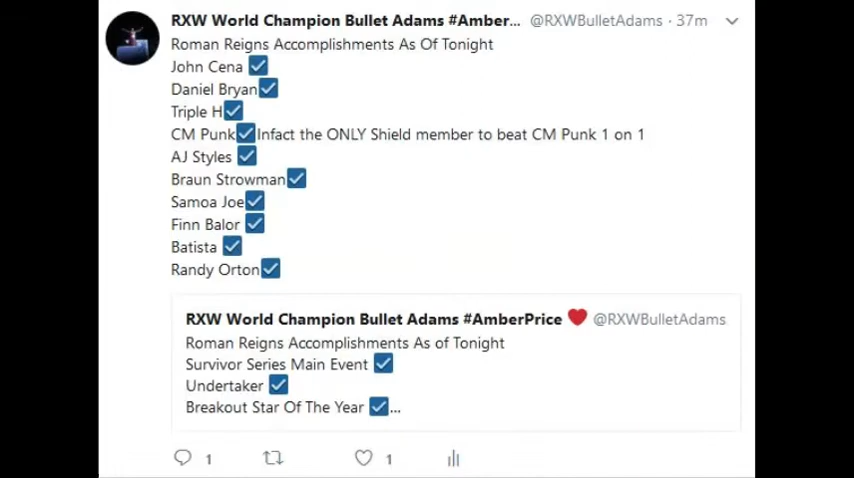 RXW World Champion Bullet Adams #Amber... @RXWBulletAdams · 37m
Roman Reigns Accomplishments As Of Tonight
John Cena ☑
Daniel Bryan☑
Triple H☑
CM Punk☑Infact the ONLY Shield member to beat CM Punk 1 on 1
AJ Styles ☑
Braun Strowman☑
Samoa Joe☑
Finn Balor ☑
Batista ☑
Randy Orton☑
RXW World Champion Bullet Adams #AmberPrice ❤ @RXWBulletAdams
Roman Reigns Accomplishments As of Tonight
Survivor Series Main Event ☑
Undertaker ☑
Breakout Star Of The Year ☑...
1 1